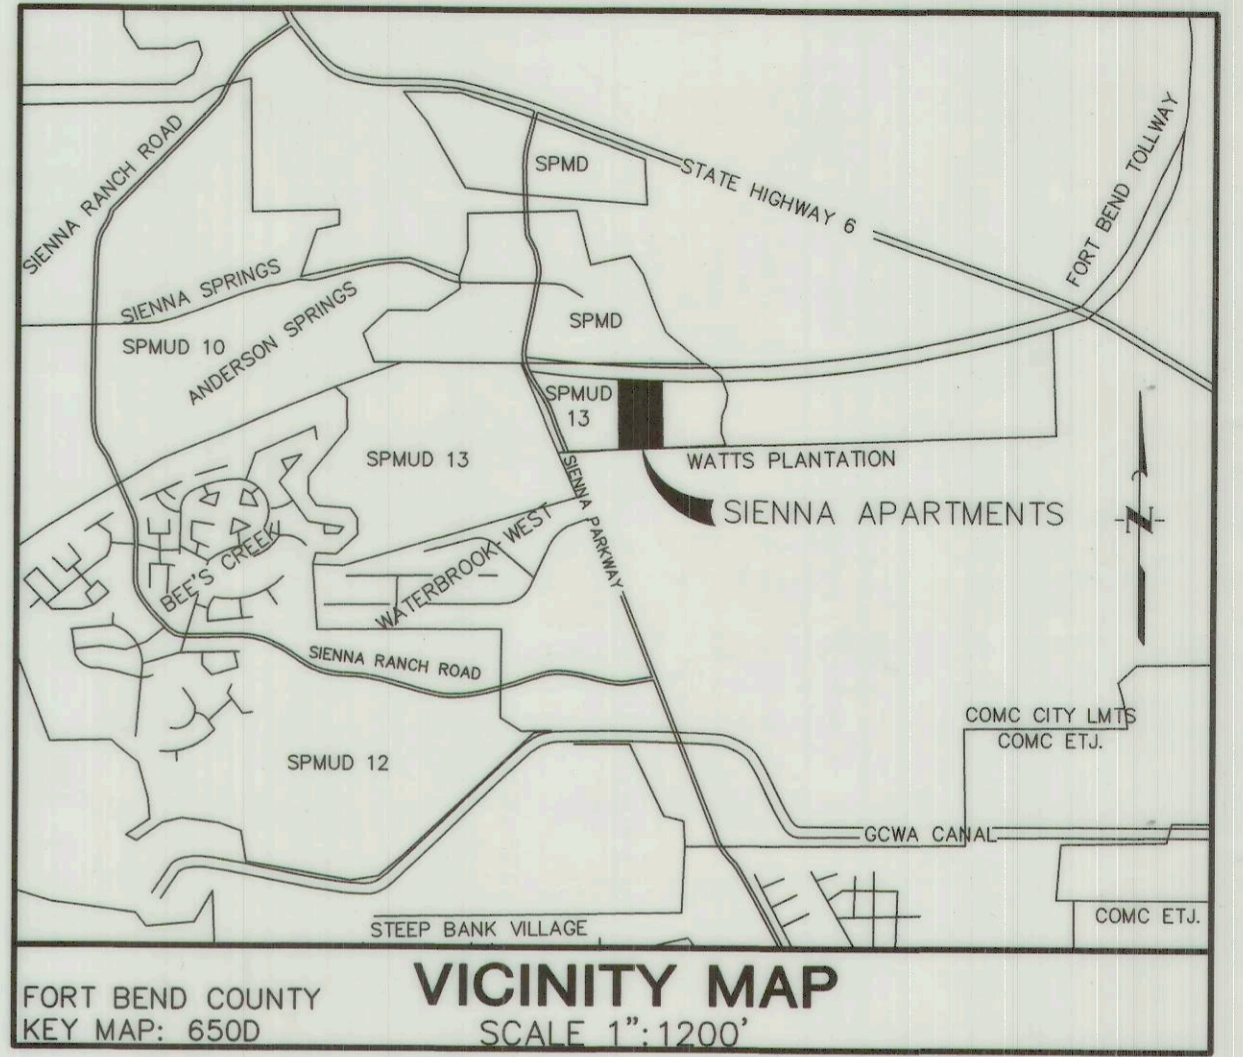 SPMD
STATE HIGHWAY 6
FORT BEND TOLLWAY
SIENNA RANCH ROAD
SIENNA SPRINGS
ANDERSON SPRINGS
SPMUD 10
SPMD
SPMUD
13
SPMUD 13
WATTS PLANTATION
SIENNA APARTMENTS
SIENNA PARKWAY
N
WATERBROOK-WEST
BEE'S CREEK
SIENNA RANCH ROAD
COMC CITY LMTS
COMC ETJ.
SPMUD 12
GCWA CANAL
COMC ETJ.
STEEP BANK VILLAGE
VICINITY MAP
SCALE 1":1200'
FORT BEND COUNTY
KEY MAP: 650D